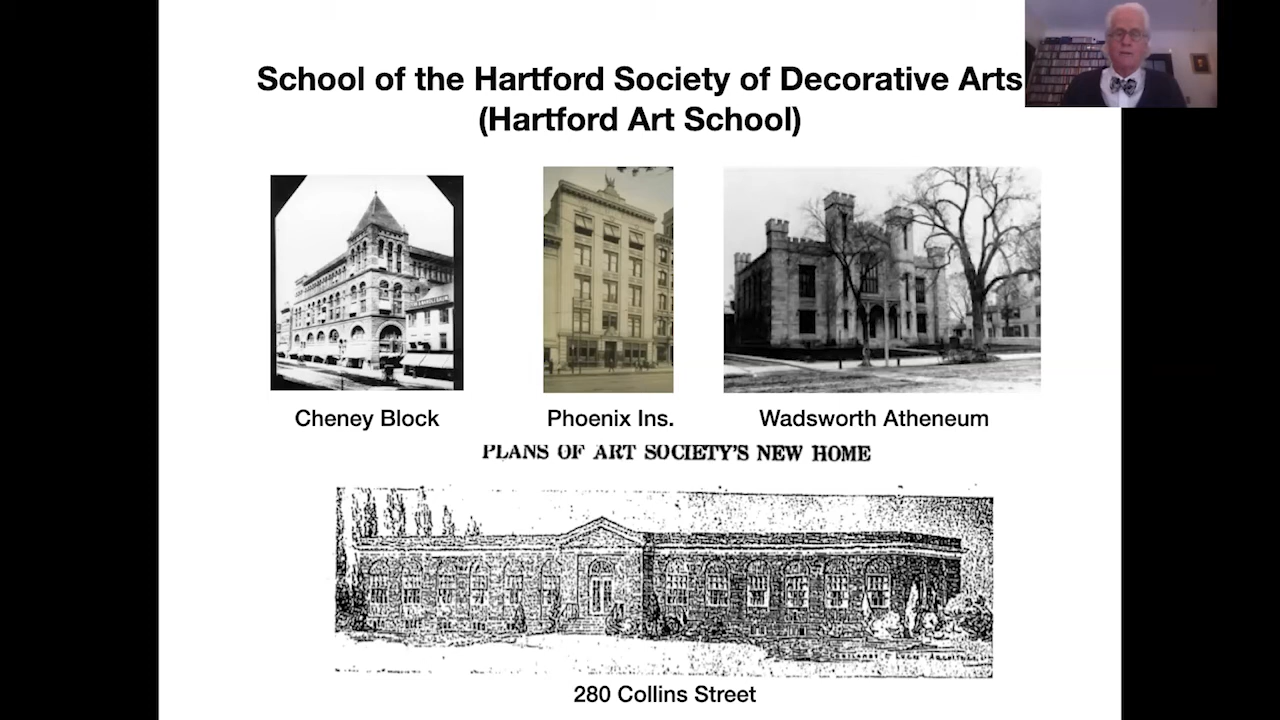 School of the Hartford Society of Decorative Arts
(Hartford Art School)
Cheney Block
Phoenix Ins.
Wadsworth Atheneum
PLANS OF ART SOCIETY'S NEW HOME
280 Collins Street